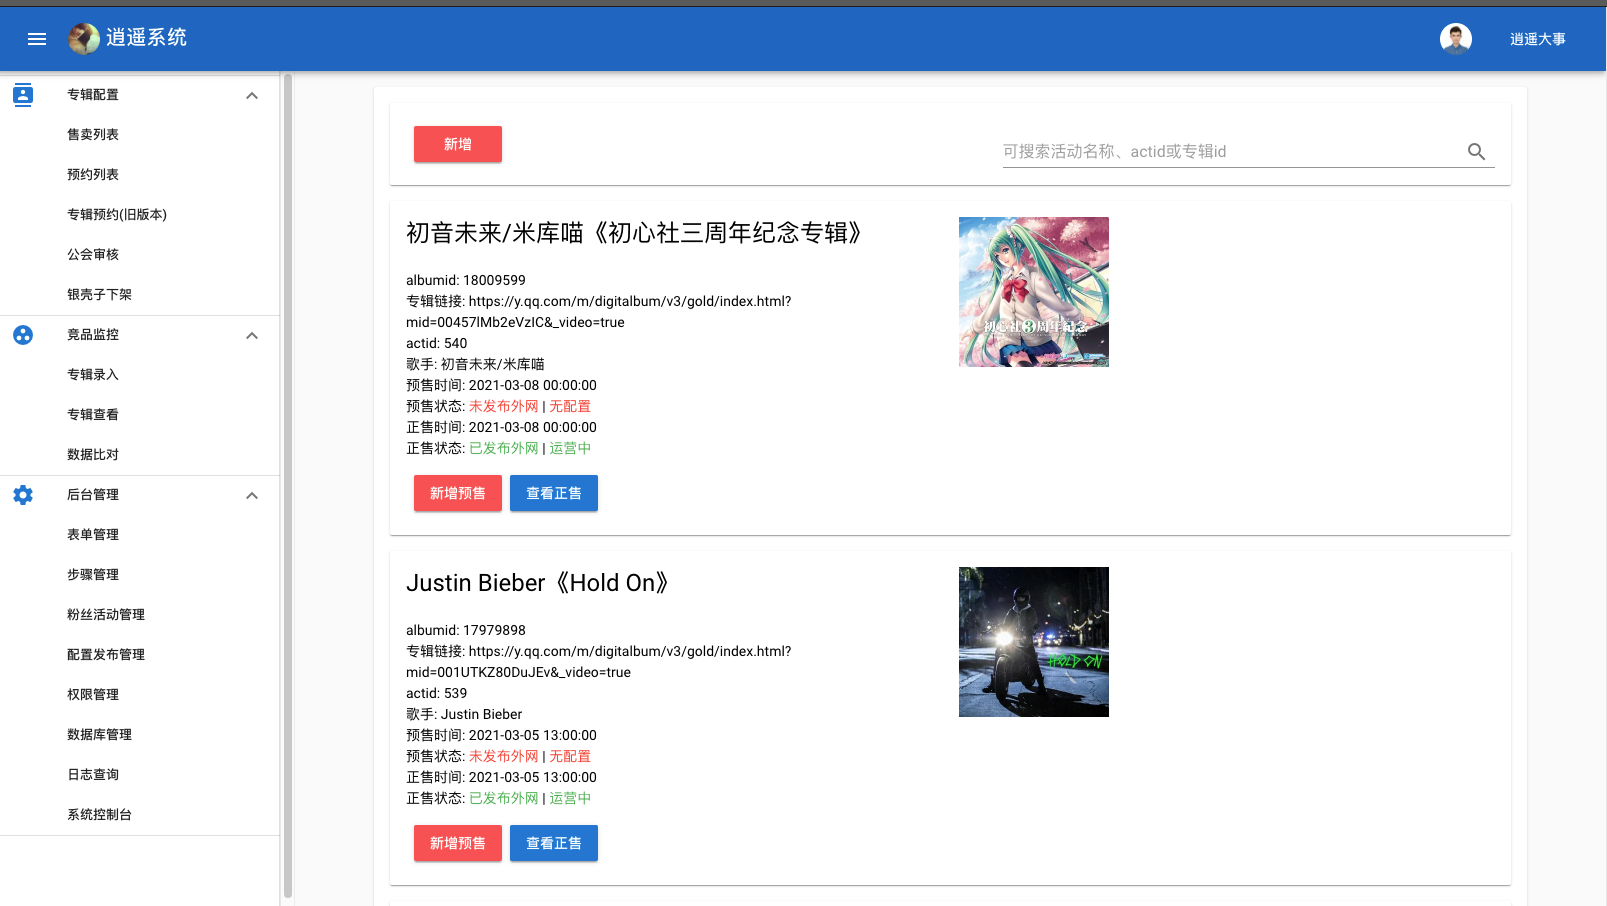 逍遥系统
逍遥大事
专辑配置
售卖列表
预约列表
专辑预约(旧版本)
公会审核
银壳子下架
竞品监控
专辑录入
专辑查看
数据比对
后台管理
表单管理
步骤管理
粉丝活动管理
配置发布管理
权限管理
数据库管理
日志查询
系统控制台
新增
可搜索活动名称、actid或专辑id
初音未来/米库喵《初心社三周年纪念专辑》
albumid: 18009599
专辑链接: https://y.qq.com/m/digitalbum/v3/gold/index.html?
mid=00457lMb2eVzIC&_video=true
actid: 540
歌手: 初音未来/米库喵
预售时间: 2021-03-08 00:00:00
预售状态: 未发布外网 | 无配置
正售时间: 2021-03-08 00:00:00
正售状态: 已发布外网 | 运营中
新增预售
查看正售
初心社3周年纪念
Justin Bieber《Hold On》
albumid: 17979898
专辑链接: https://y.qq.com/m/digitalbum/v3/gold/index.html?
mid=001UTKZ80DuJEv&_video=true
actid: 539
歌手: Justin Bieber
预售时间: 2021-03-05 13:00:00
预售状态: 未发布外网 | 无配置
正售时间: 2021-03-05 13:00:00
正售状态: 已发布外网 | 运营中
新增预售
查看正售
HOLD ON